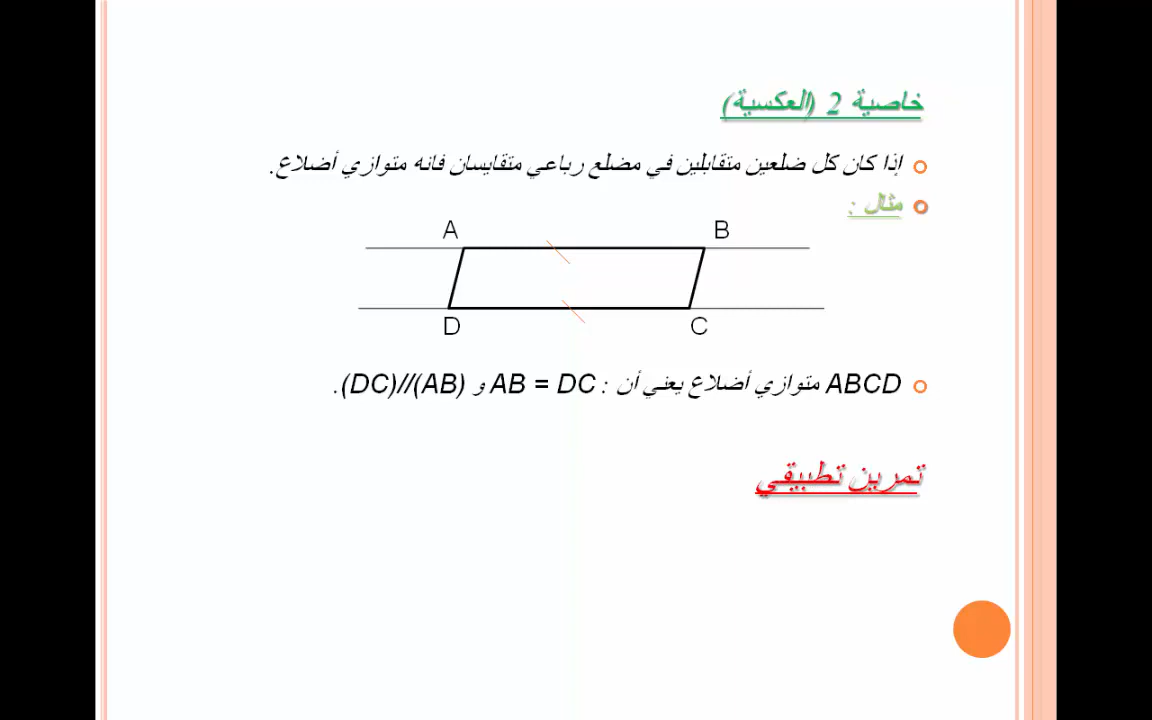 خاصية 2 (العكسية)
إذا كان كل ضلعين متقابلين في مضلع رباعي متقايسان فانه متوازي أضلاع.
مثال :
A B
D C
ABCD متوازي أضلاع يعني أن : AB = DC و (AB)//(DC).
تمرين تطبيقي